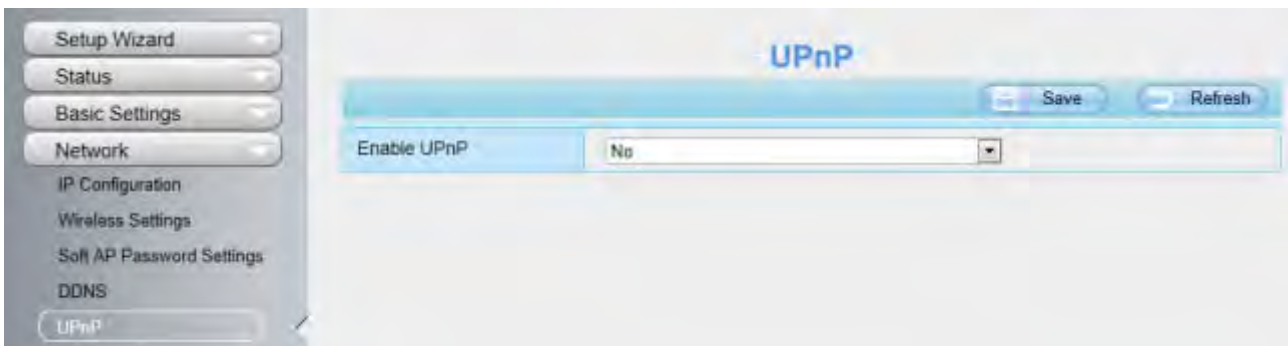 Setup Wizard
Status
Basic Settings
Network
IP Configuration
Wireless Settings
Soft AP Password Settings
DDNS
UPnP
UPnP
Save Refresh
Enable UPnP No